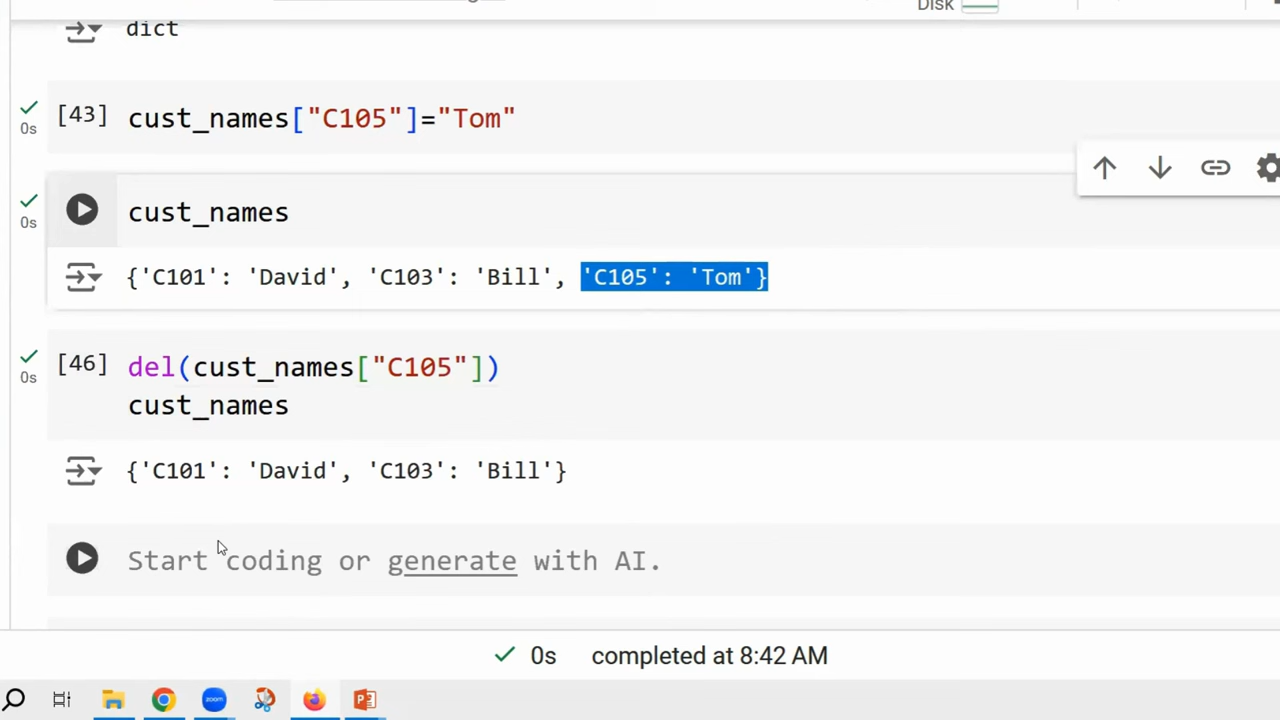 Disk
dict
[43] cust_names["C105"]="Tom"
0s
cust_names
0s
{'C101': 'David', 'C103': 'Bill', 'C105': 'Tom'}
[46] del(cust_names["C105"])
0s
cust_names
{'C101': 'David', 'C103': 'Bill'}
Start coding or generate with AI.
0s completed at 8:42 AM
zoom